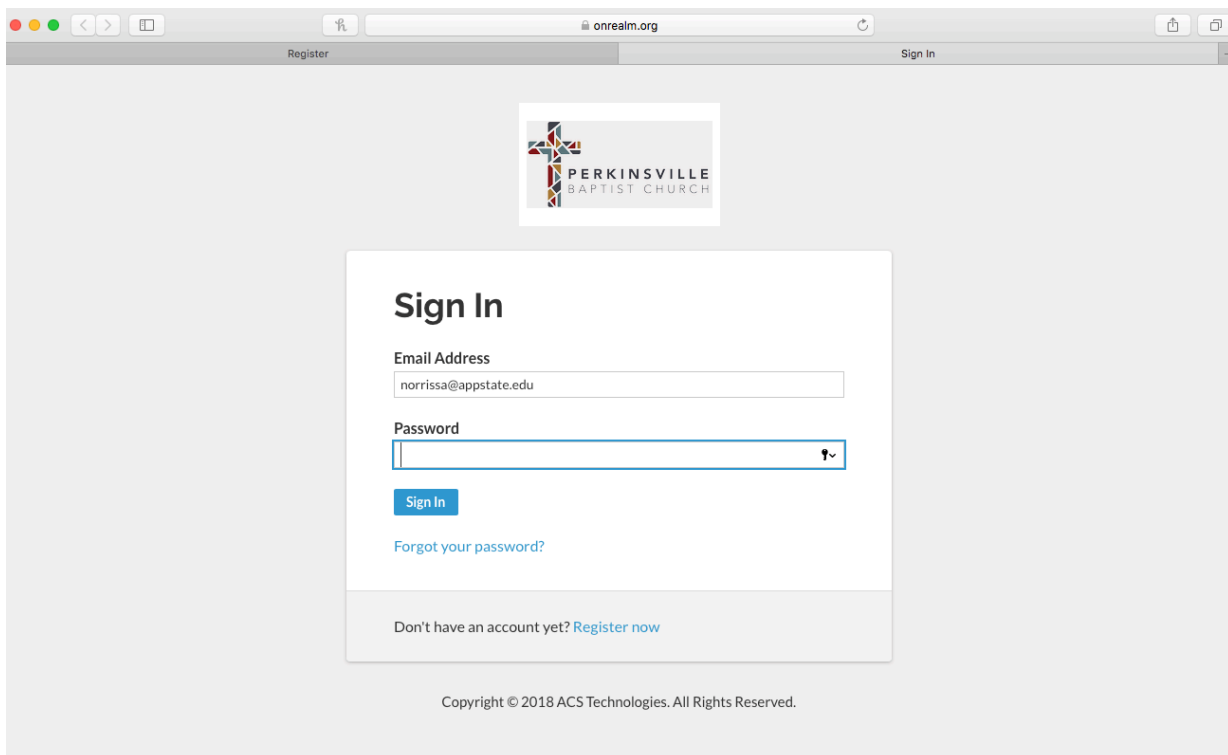 onrealm.org
Register
Sign In
PERKINSVILLE
BAPTIST CHURCH
Sign In
Email Address
norrissa@appstate.edu
Password
Sign In
Forgot your password?
Don't have an account yet? Register now
Copyright © 2018 ACS Technologies. All Rights Reserved.